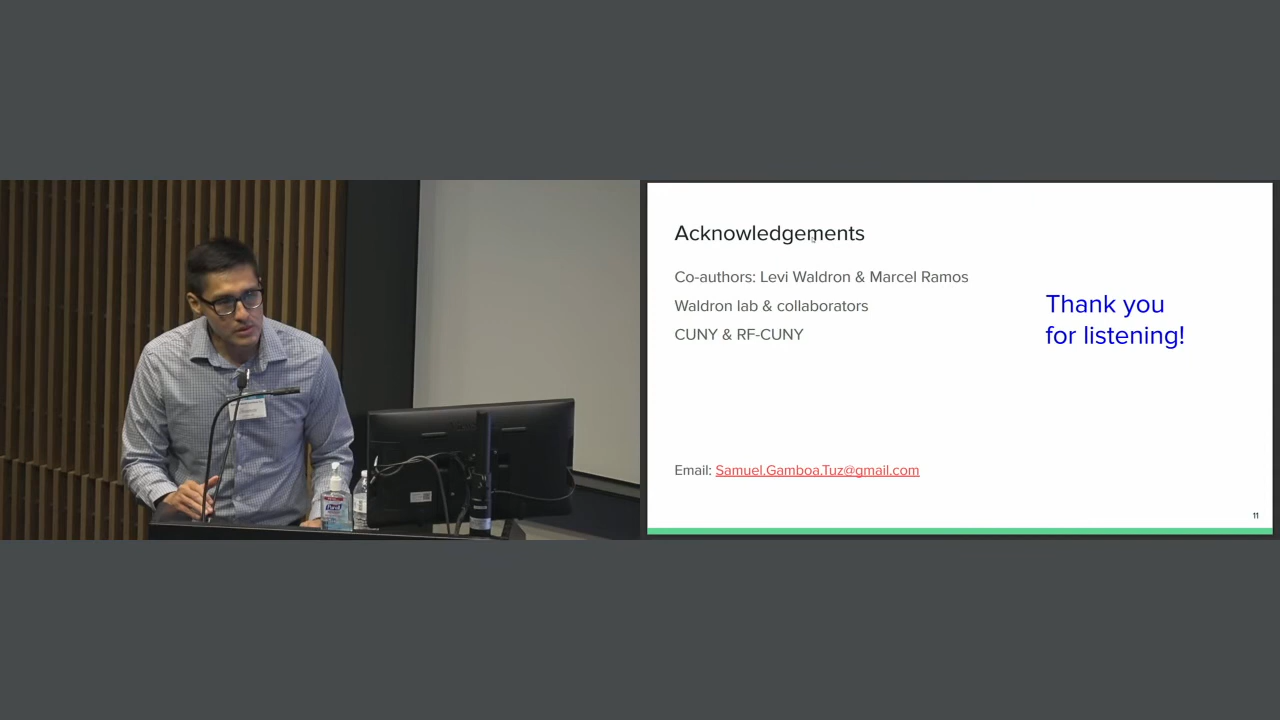 Acknowledgements
Co-authors: Levi Waldron & Marcel Ramos
Waldron lab & collaborators
CUNY & RF-CUNY
Thank you
for listening!
Email: Samuel.Gamboa.Tuz@gmail.com
11
Purell